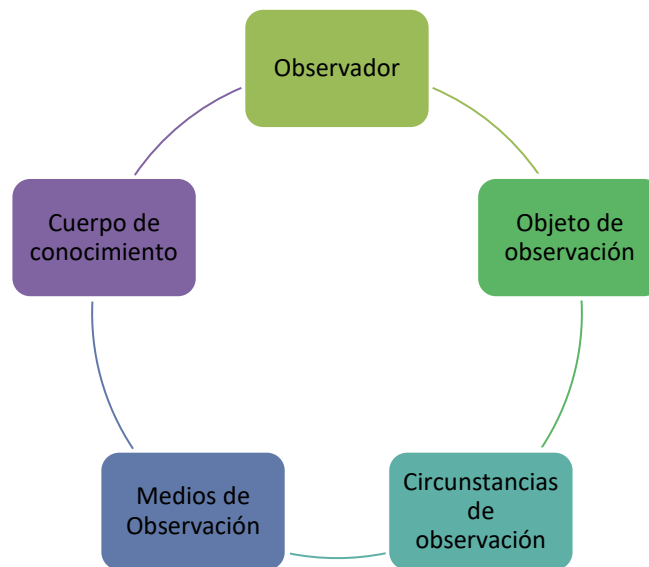 Observador
Objeto de
observación
Circunstancias
de
observación
Medios de
Observación
Cuerpo de
conocimiento